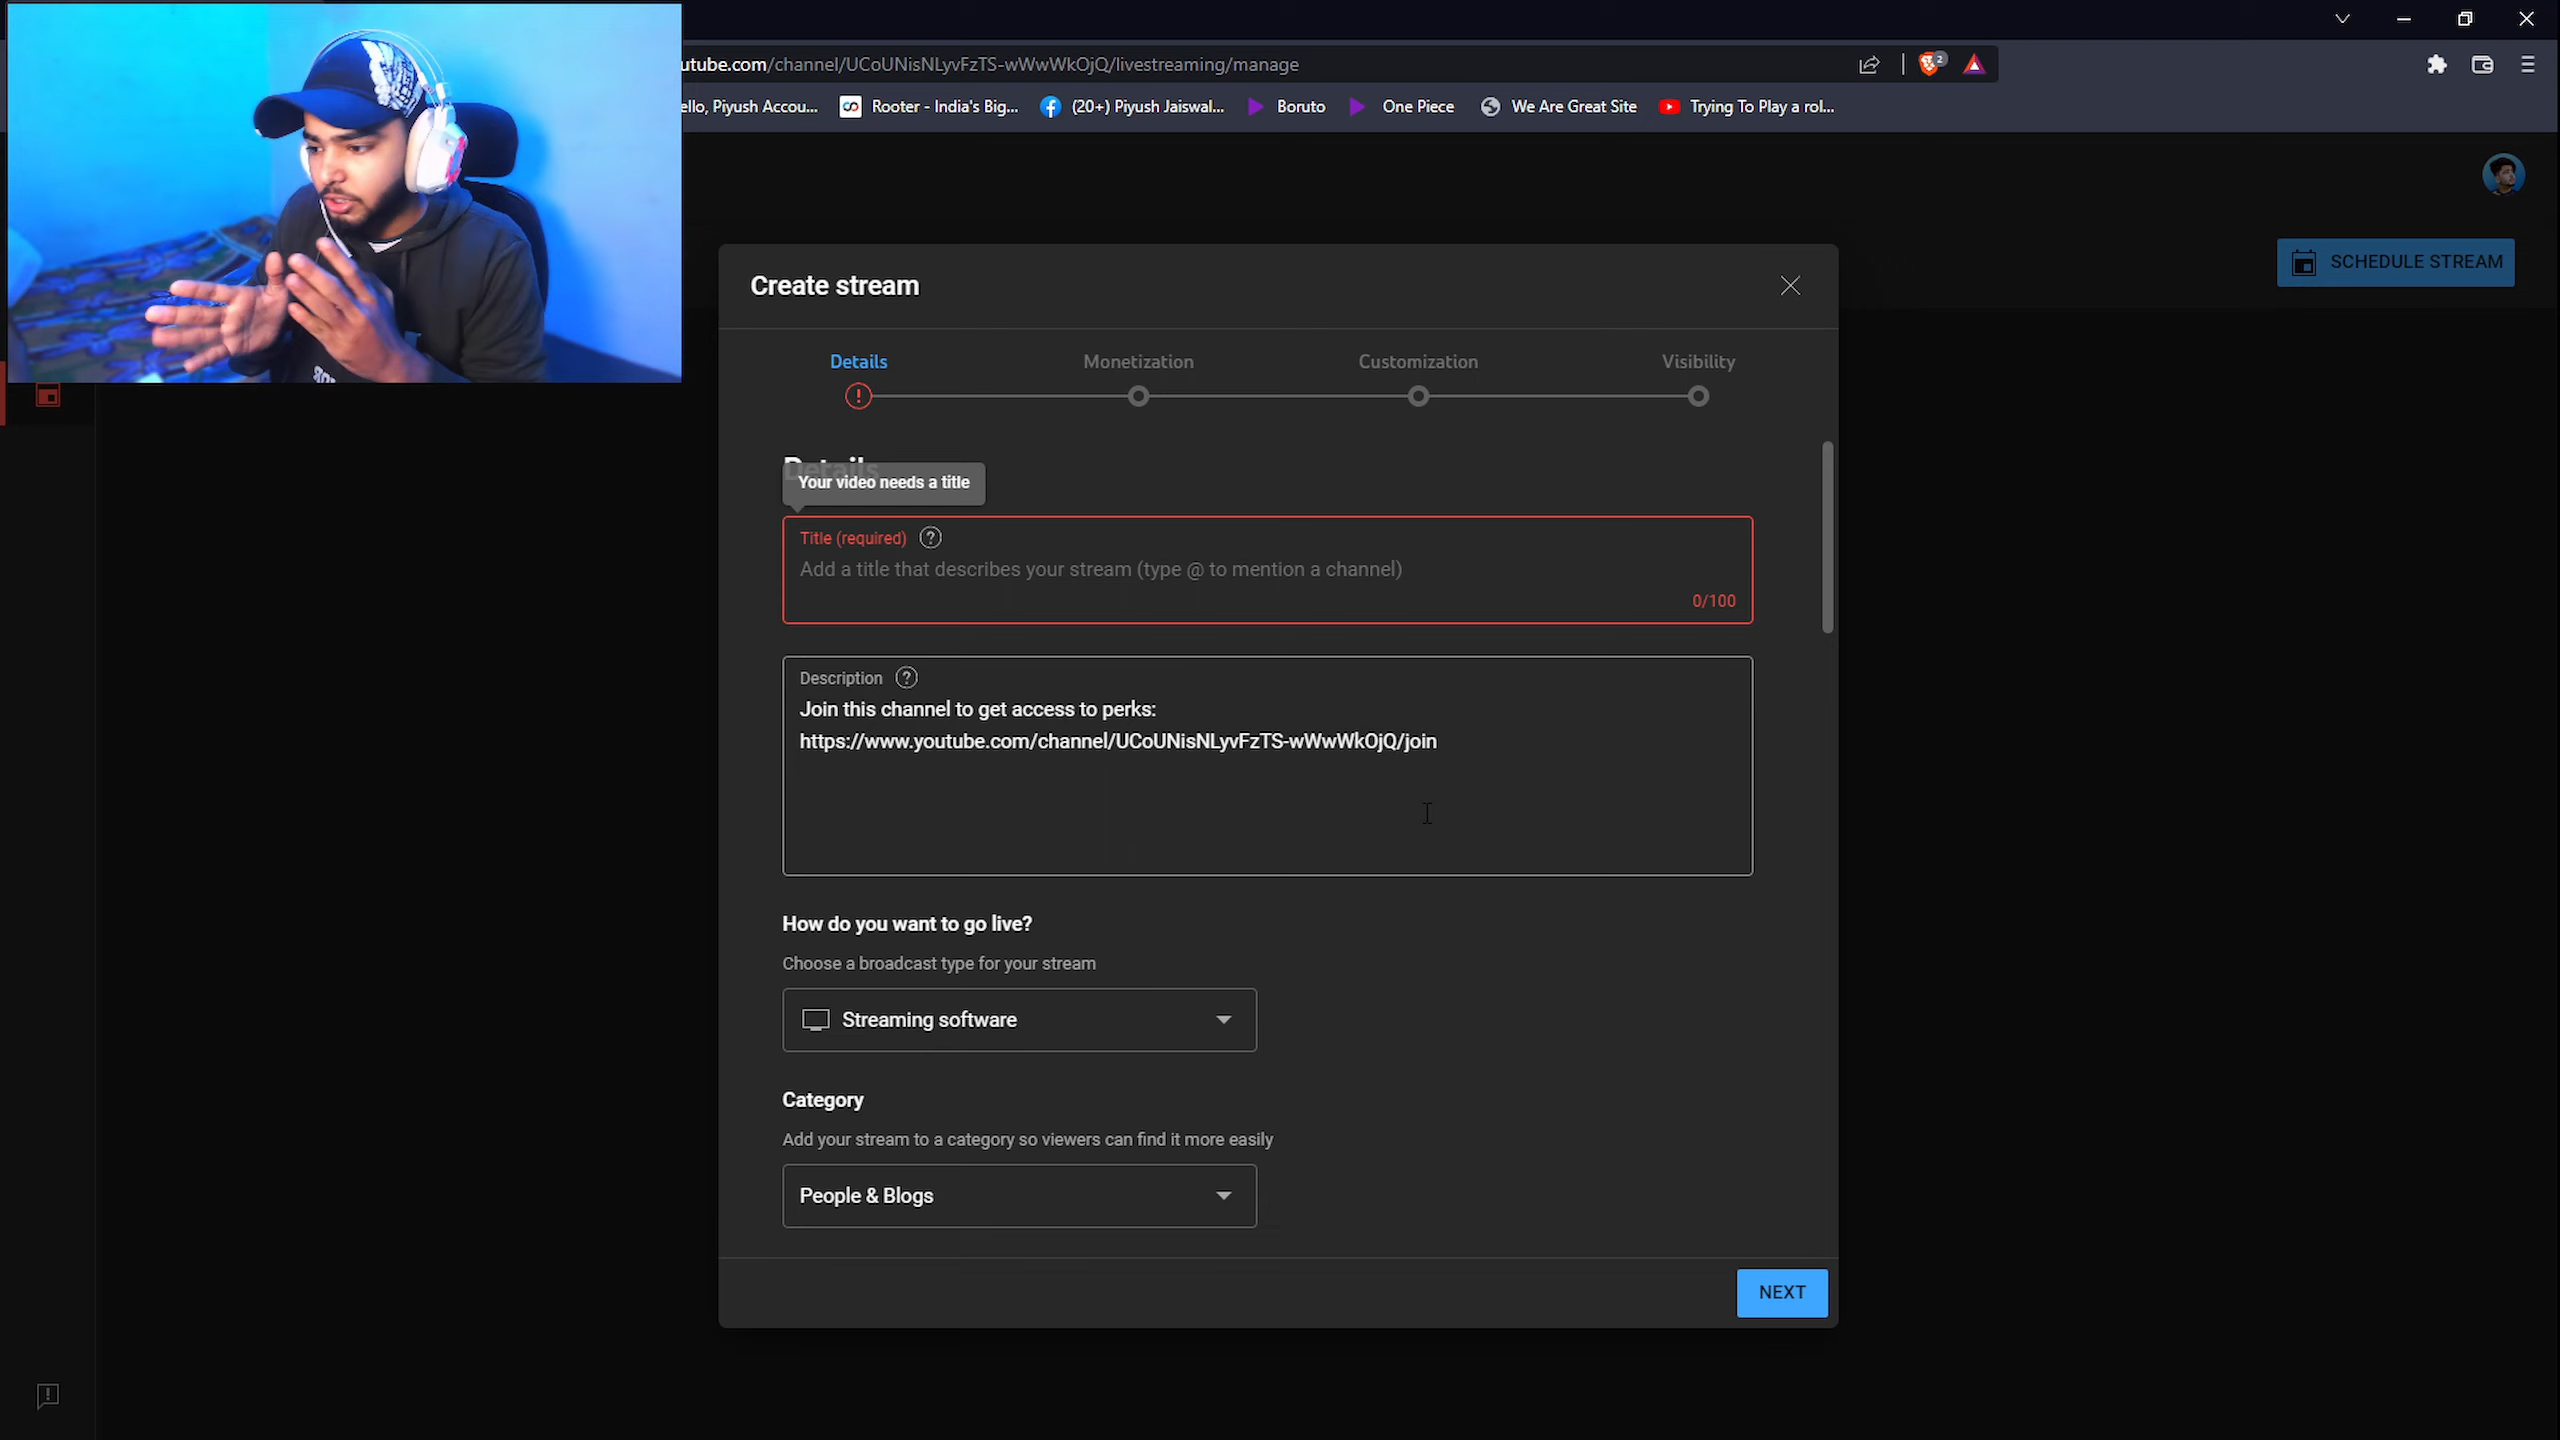 utube.com/channel/UCoUNisNLyvFzTS-wWwWkOjQ/livestreaming/manage
2
ello, Piyush Accou...
Rooter - India's Big...
(20+) Piyush Jaiswal...
Boruto
One Piece
We Are Great Site
Trying To Play a rol...
SCHEDULE STREAM
Create stream
Details
Monetization
Customization
Visibility
Details
Your video needs a title
Title (required)
Add a title that describes your stream (type @ to mention a channel)
0/100
Description
Join this channel to get access to perks:
https://www.youtube.com/channel/UCoUNisNLyvFzTS-wWwWkOjQ/join
How do you want to go live?
Choose a broadcast type for your stream
Streaming software
Category
Add your stream to a category so viewers can find it more easily
People & Blogs
NEXT